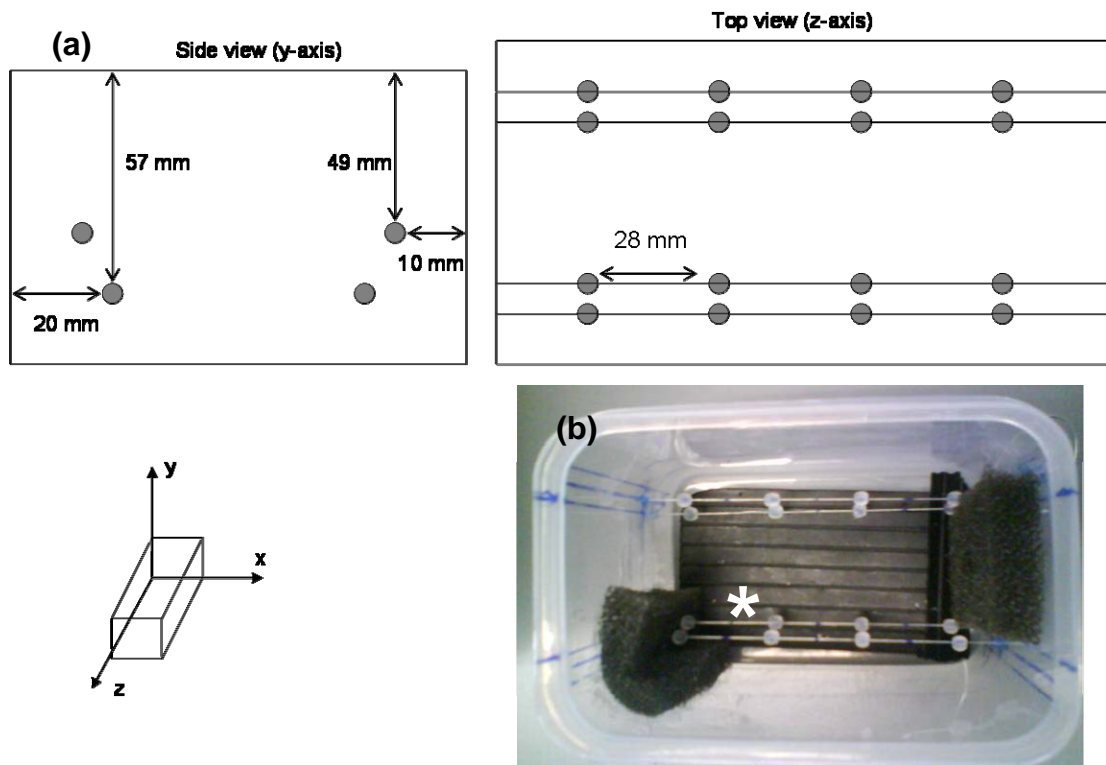 (a)
Side view (y-axis)
57 mm
49 mm
10 mm
20 mm
Top view (z-axis)
28 mm
y
x
z
(b)
*